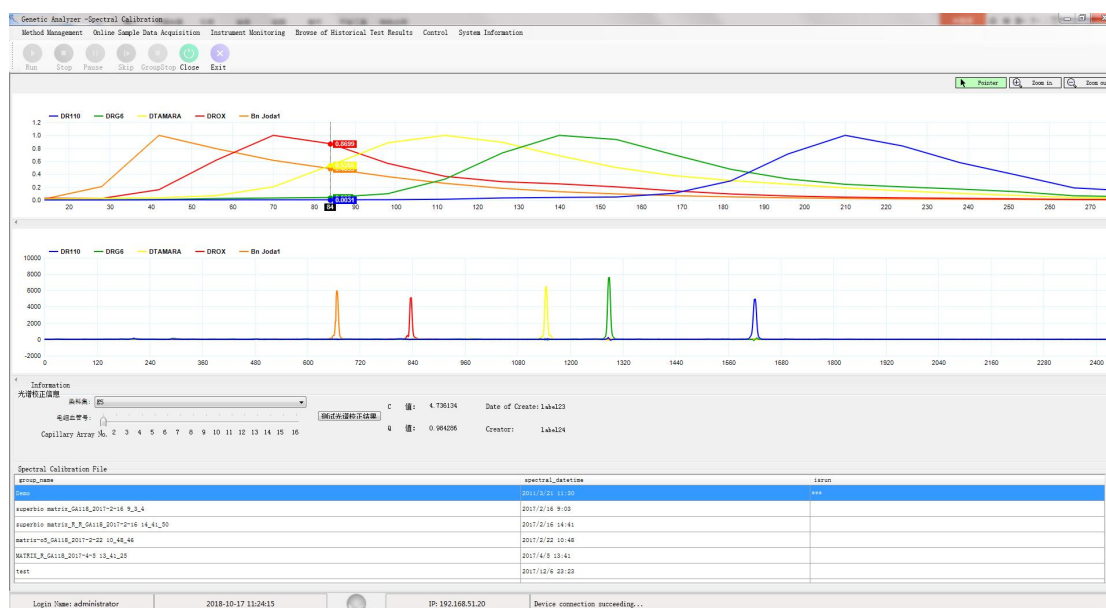 Genetic Analyzer -Spectral Calibration
Method Management Online Sample Data Acquisition Instrument Monitoring Browse of Historical Test Results Control System Information
Run Stop Pause Skip GroupStop Close Exit
Pointer Zoom in Zoom ou
DR110 DRG6 DTAMARA DROX Bn Joda1
1.2
1.0
0.8
0.6
0.4
0.2
0.0
0.8699
0.0031
20 30 40 50 60 70 80 84 90 100 110 120 130 140 150 160 170 180 190 200 210 220 230 240 250 260 270
DR110 DRG6 DTAMARA DROX Bn Joda1
10000
8000
6000
4000
2000
0
-2000
0 120 240 360 480 600 720 840 960 1080 1200 1320 1440 1560 1680 1800 1920 2040 2160 2280 2400
Information
光谱校正信息
染料集:
毛细血管号:
测试光谱校正结果
Capillary Array No. 2 3 4 5 6 7 8 9 10 11 12 13 14 15 16
C 值: 4.736134 Date of Create: label23
Q 值: 0.984286 Creator: label24
Spectral Calibration File
group_name spectral_datetime isrun
Demo 2011/3/21 11:30 ***
superbio matrix_GA118_2017-2-16 9_3_4 2017/2/16 9:03
superbio matrix_R_R_GA118_2017-2-16 14_41_50 2017/2/16 14:41
matrix-c5_GA118_2017-2-22 10_48_46 2017/2/22 10:48
MATRIX_R_GA118_2017-4-5 13_41_25 2017/4/5 13:41
test 2017/12/6 23:23
Login Name: administrator 2018-10-17 11:24:15 IP: 192.168.51.20 Device connection succeeding...